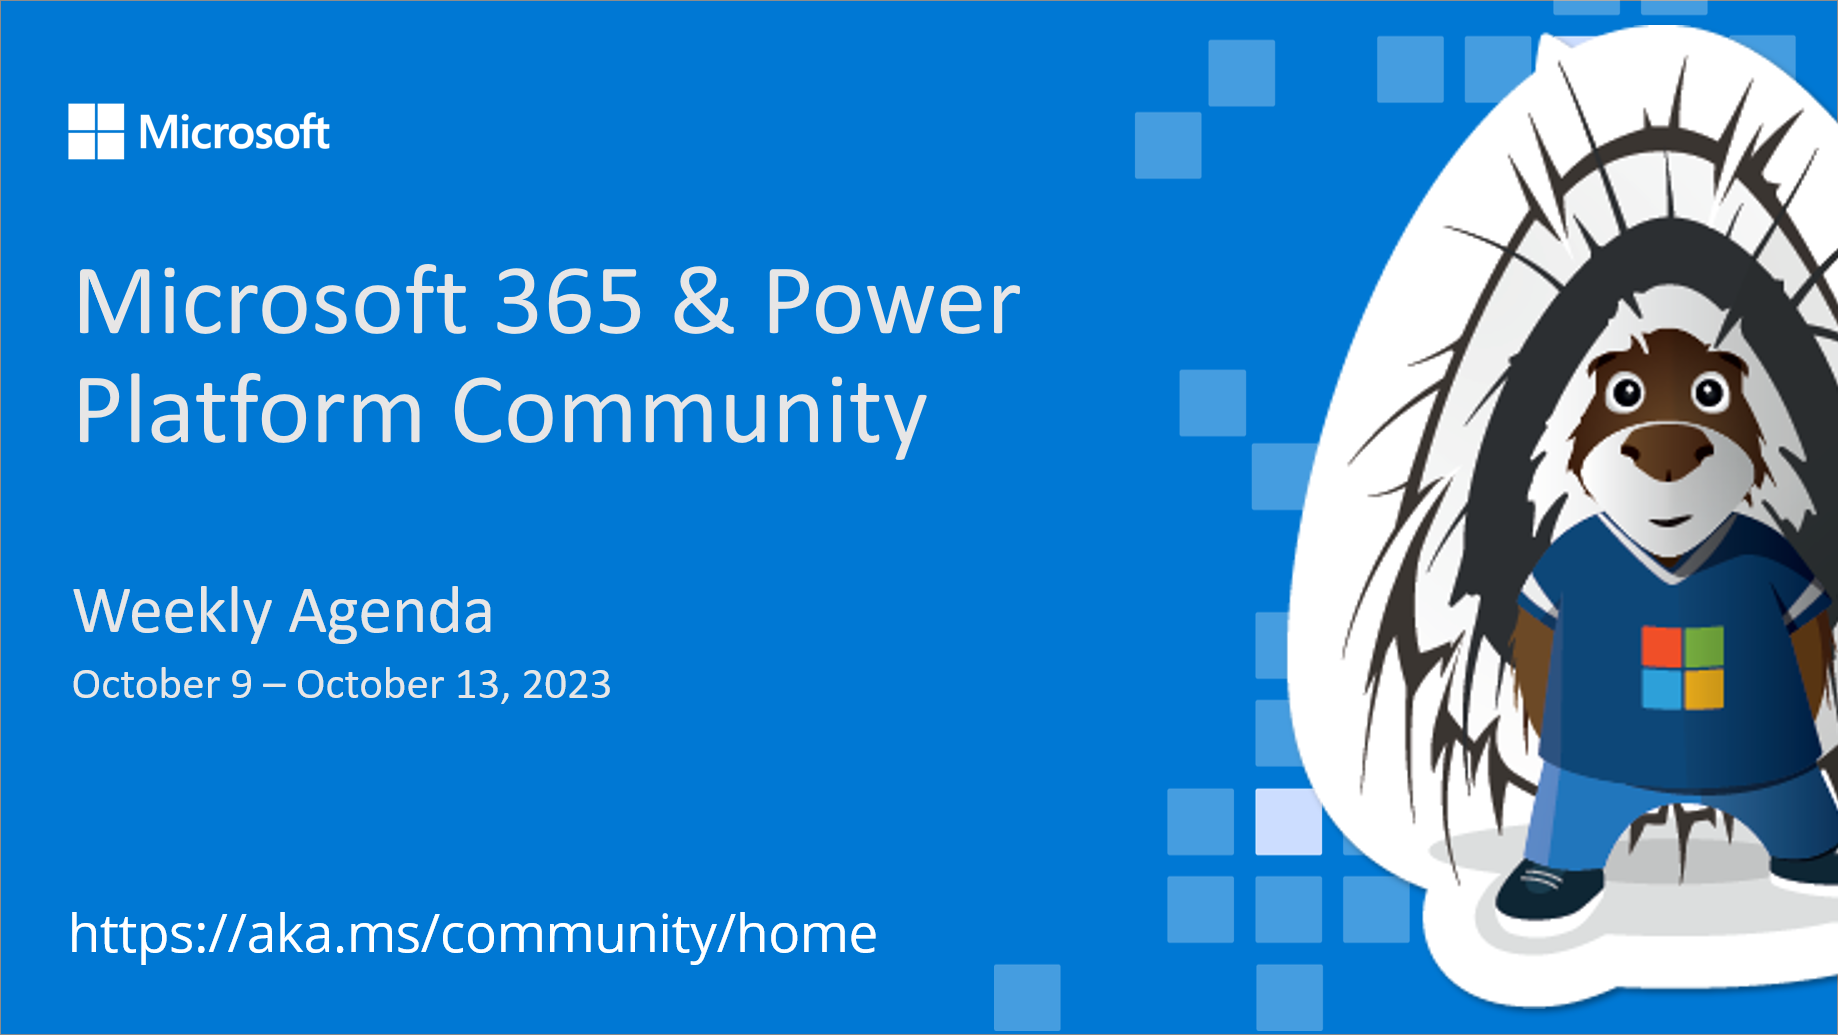 Microsoft
Microsoft 365 & Power
Platform Community
Weekly Agenda
October 9 – October 13, 2023
https://aka.ms/community/home